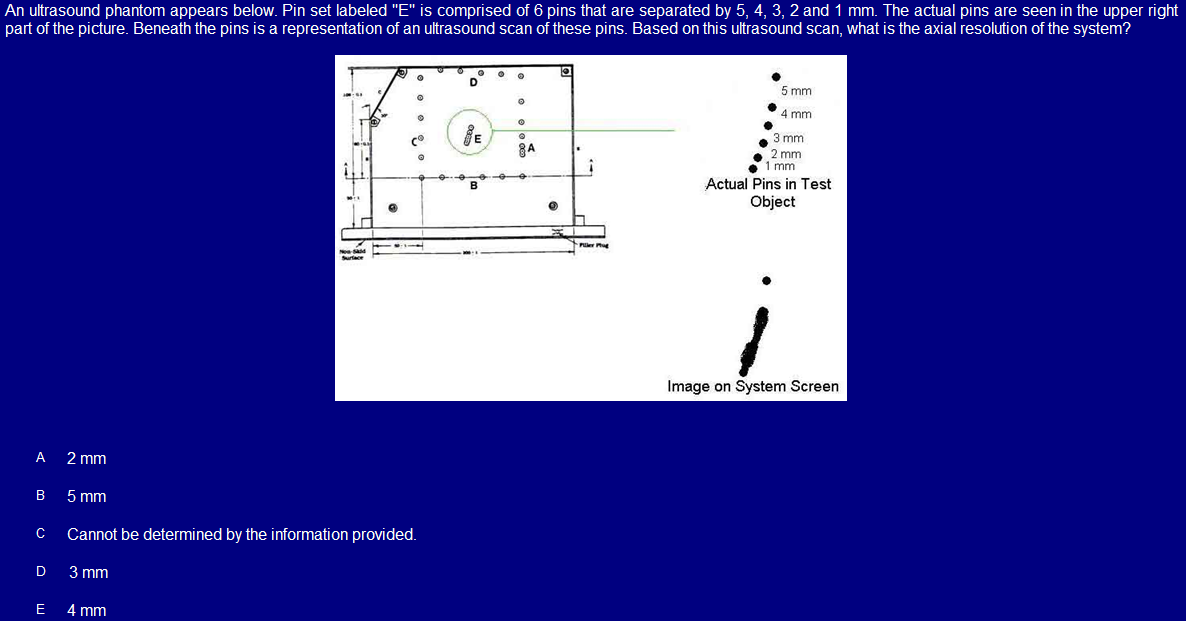 An ultrasound phantom appears below. Pin set labeled "E" is comprised of 6 pins that are separated by 5, 4, 3, 2 and 1 mm. The actual pins are seen in the upper right
part of the picture. Beneath the pins is a representation of an ultrasound scan of these pins. Based on this ultrasound scan, what is the axial resolution of the system?
D
C
E
A
B
Non-Skid
Surface
Filler Plug
5 mm
4 mm
3 mm
2 mm
1 mm
Actual Pins in Test
Object
Image on System Screen
A 2 mm
B 5 mm
C Cannot be determined by the information provided.
D 3 mm
E 4 mm